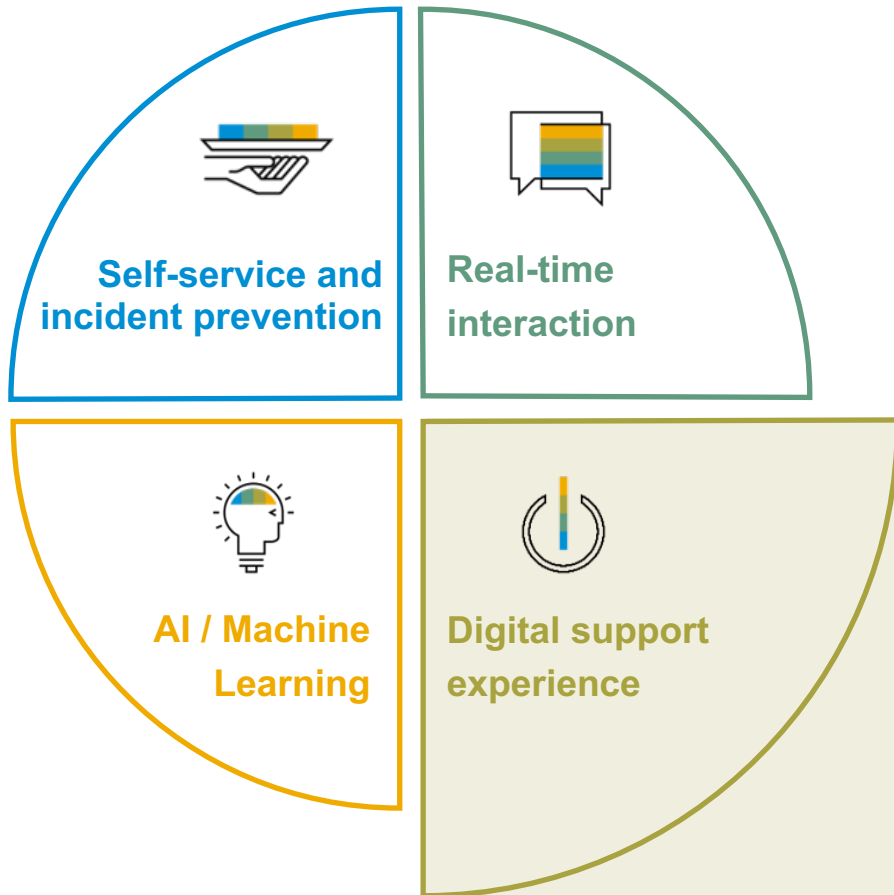 Self-service and
incident prevention
Real-time
interaction
AI / Machine
Learning
Digital support
experience